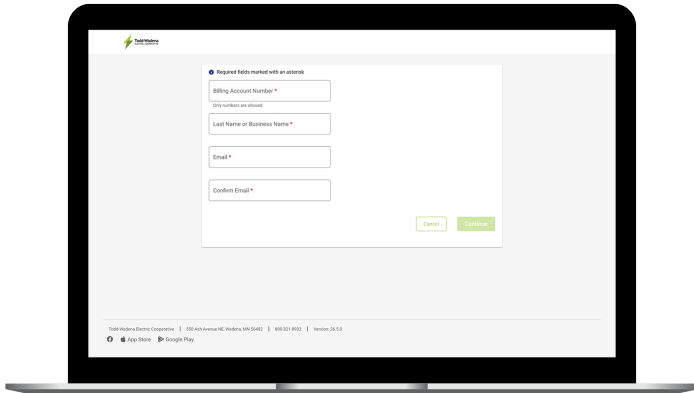 Todd Wadena
ELECTRIC COOPERATIVE
Required fields marked with an asterisk
Billing Account Number *
Only numbers are allowed.
Last Name or Business Name *
Email *
Confirm Email *
Cancel Continue
Todd Wadena Electric Cooperative | 550 Ash Avenue NE, Wadena, MN 56482 | 800-321-8932 | Version: 26.5.0
App Store Google Play